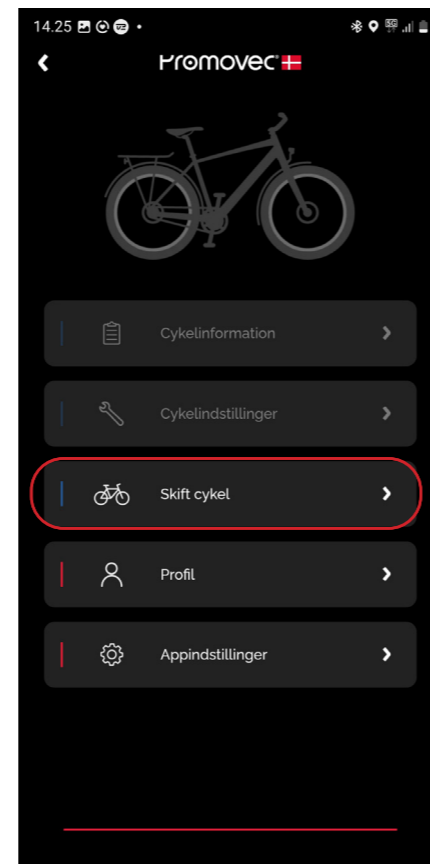 14.25
Promovec
Cykelinformation
Cykelindstillinger
Skift cykel
Profil
Appindstillinger